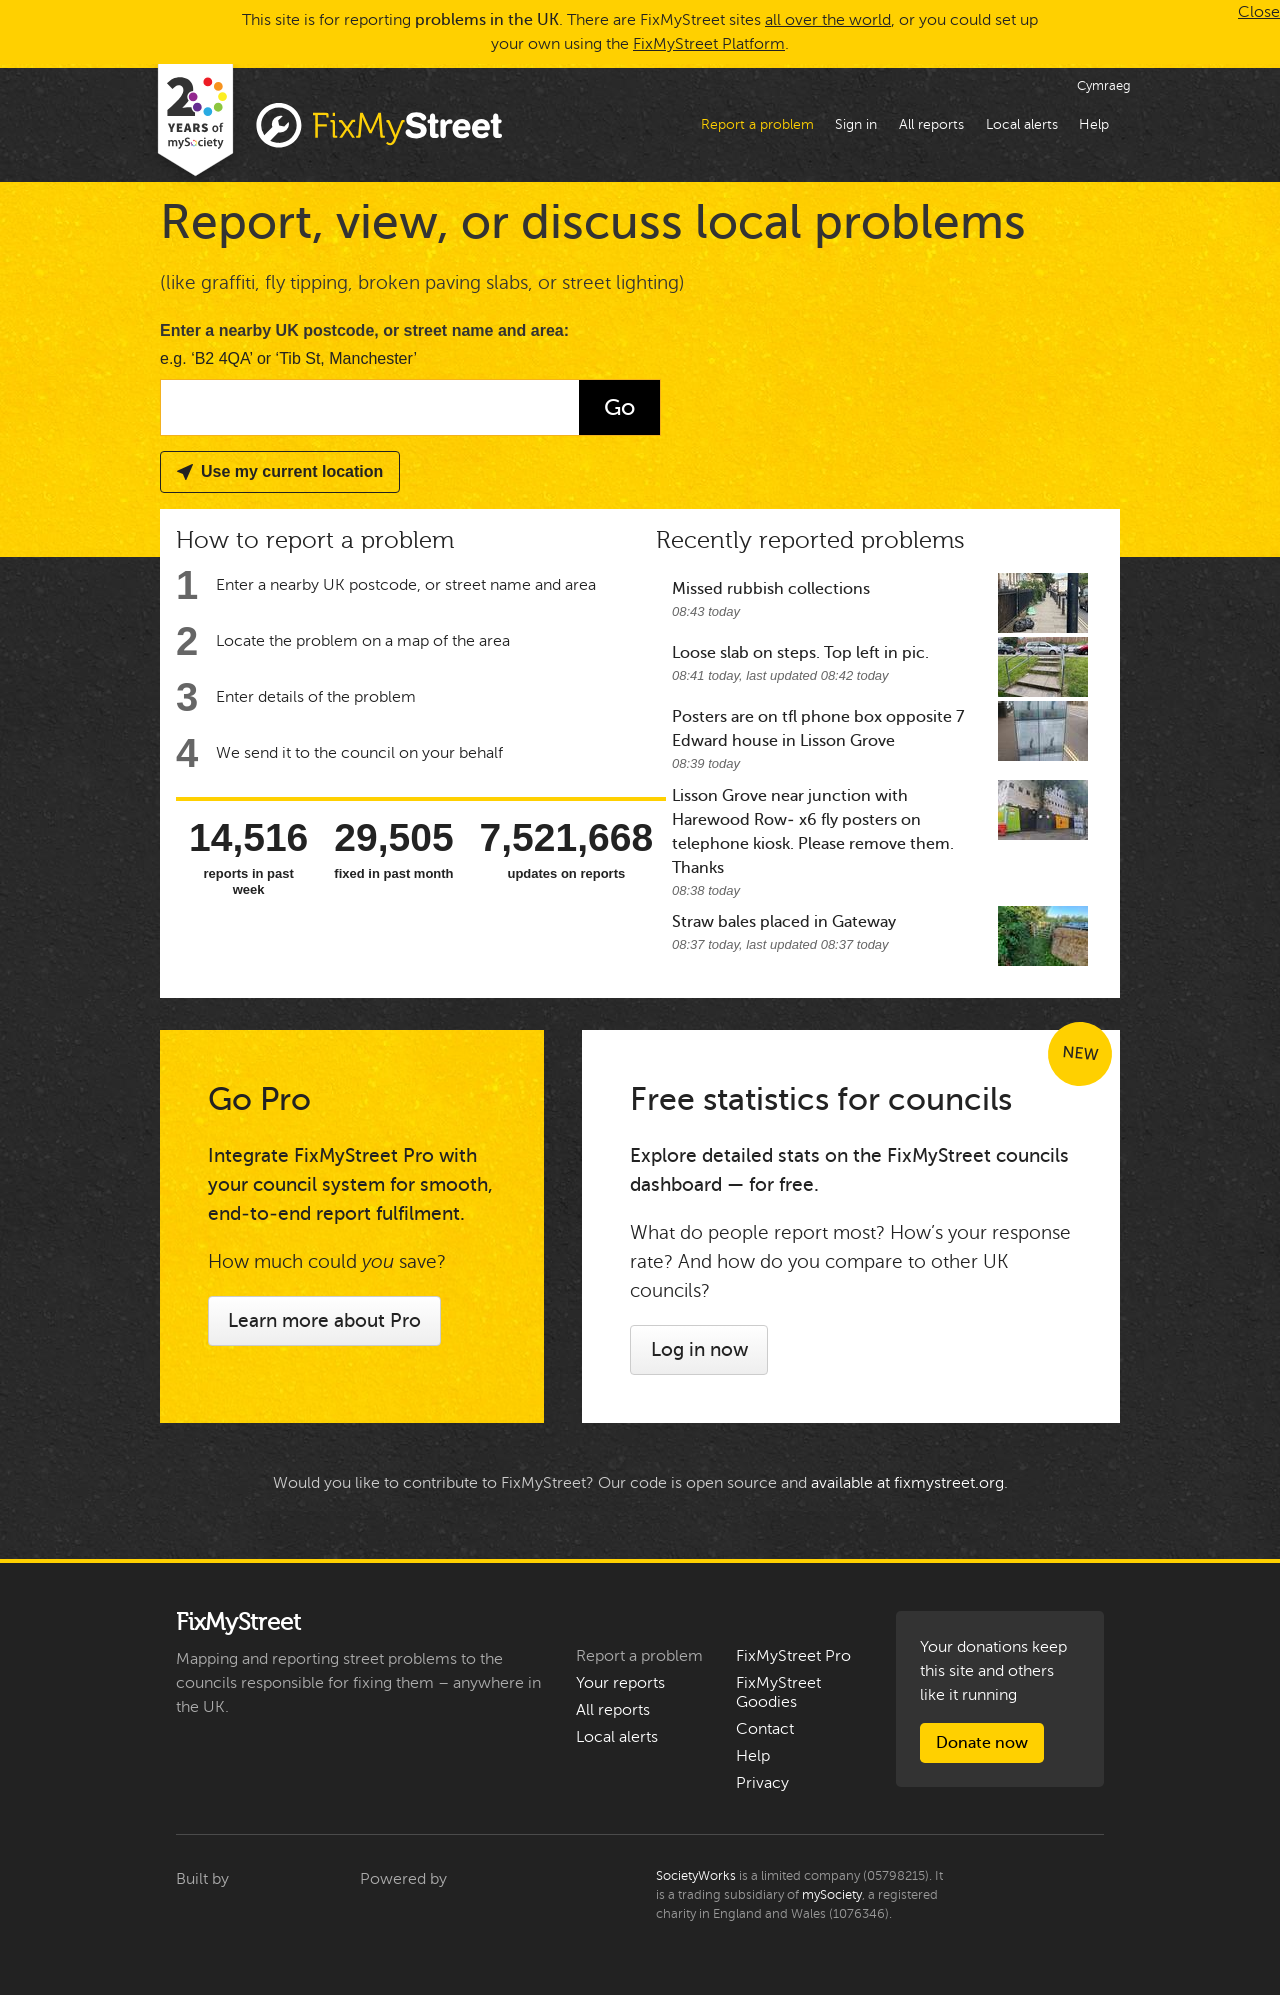 This site is for reporting problems in the UK. There are FixMyStreet sites all over the world, or you could set up
your own using the FixMyStreet Platform.
Close
Cymraeg
20
YEARS of
mySociety
FixMyStreet
Report a problem
Sign in
All reports
Local alerts
Help
Report, view, or discuss local problems
(like graffiti, fly tipping, broken paving slabs, or street lighting)
Enter a nearby UK postcode, or street name and area:
e.g. ‘B2 4QA’ or ‘Tib St, Manchester’
Go
Use my current location
How to report a problem
1 Enter a nearby UK postcode, or street name and area
2 Locate the problem on a map of the area
3 Enter details of the problem
4 We send it to the council on your behalf
14,516
reports in past
week
29,505
fixed in past month
7,521,668
updates on reports
Recently reported problems
Missed rubbish collections
08:43 today
Loose slab on steps. Top left in pic.
08:41 today, last updated 08:42 today
Posters are on tfl phone box opposite 7
Edward house in Lisson Grove
08:39 today
Lisson Grove near junction with
Harewood Row- x6 fly posters on
telephone kiosk. Please remove them.
Thanks
08:38 today
Straw bales placed in Gateway
08:37 today, last updated 08:37 today
Go Pro
Integrate FixMyStreet Pro with
your council system for smooth,
end-to-end report fulfilment.
How much could you save?
Learn more about Pro
NEW
Free statistics for councils
Explore detailed stats on the FixMyStreet councils
dashboard — for free.
What do people report most? How’s your response
rate? And how do you compare to other UK
councils?
Log in now
Would you like to contribute to FixMyStreet? Our code is open source and available at fixmystreet.org.
FixMyStreet
Mapping and reporting street problems to the
councils responsible for fixing them – anywhere in
the UK.
Report a problem
Your reports
All reports
Local alerts
FixMyStreet Pro
FixMyStreet
Goodies
Contact
Help
Privacy
Your donations keep
this site and others
like it running
Donate now
Built by
Powered by
SocietyWorks is a limited company (05798215). It
is a trading subsidiary of mySociety, a registered
charity in England and Wales (1076346).